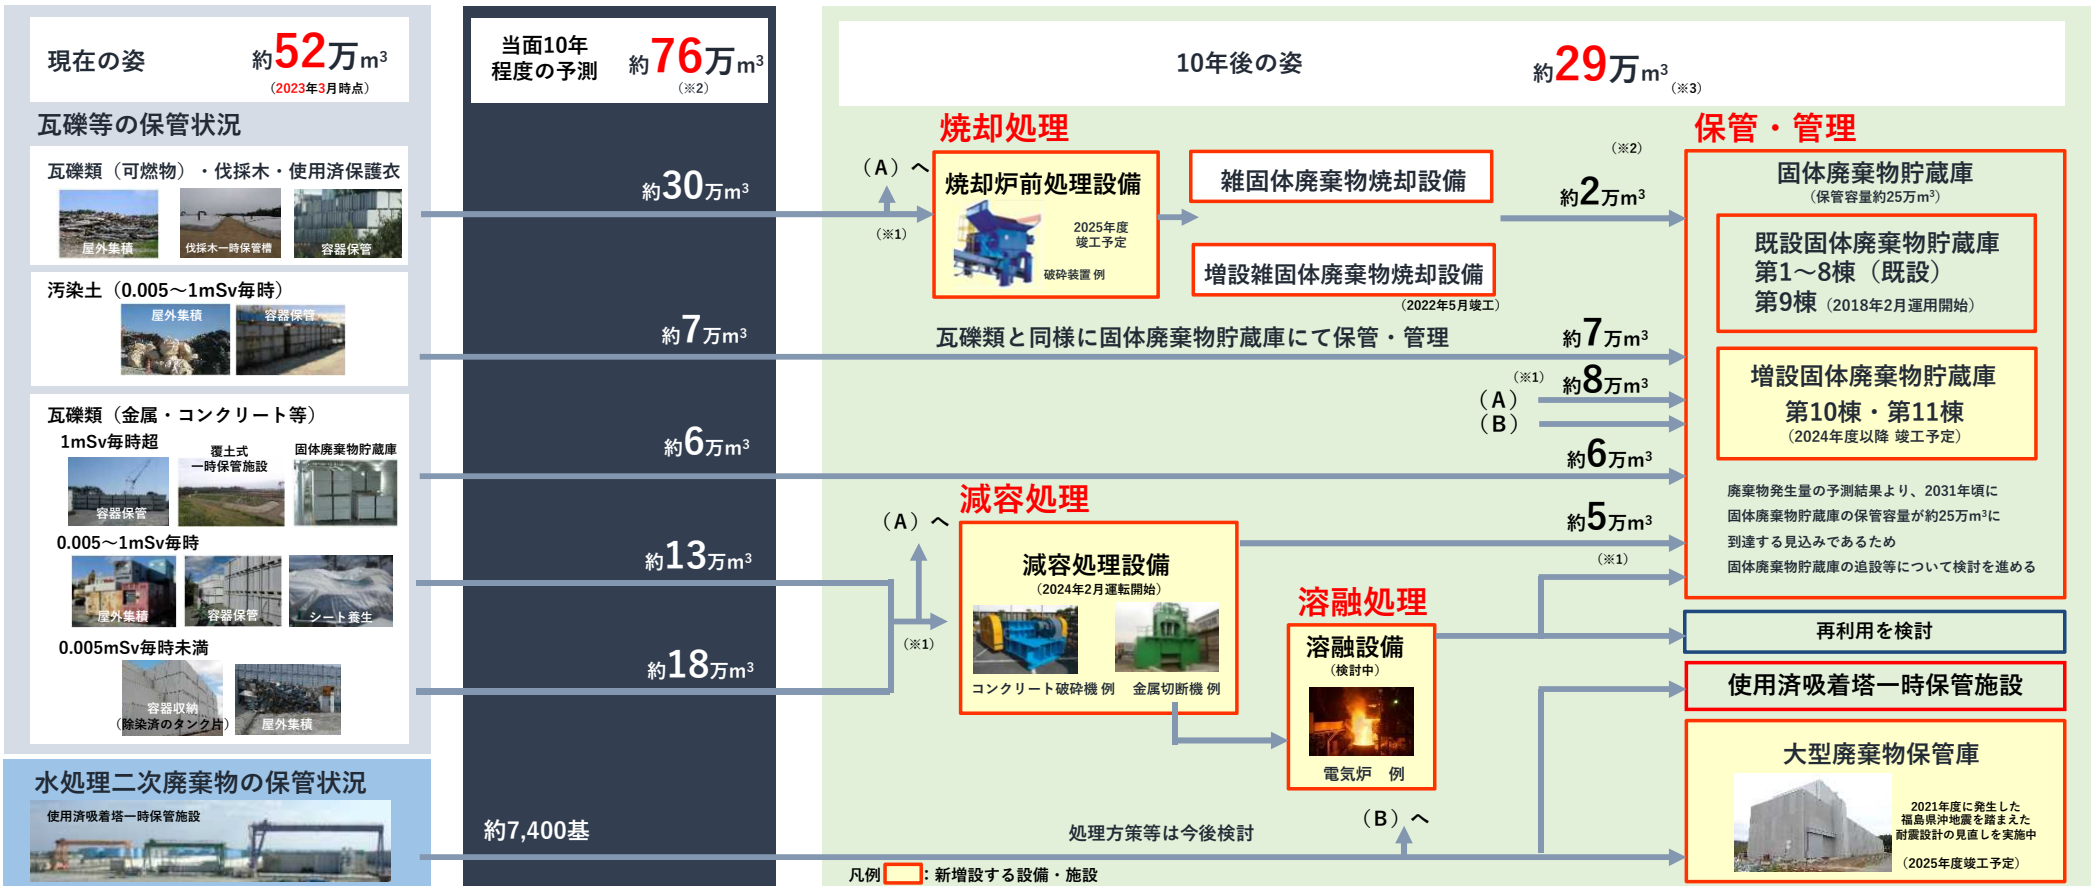 現在の姿
約52万m³
（2023年3月時点）
瓦礫等の保管状況
瓦礫類（可燃物）・伐採木・使用済保護衣
屋外集積
伐採木一時保管槽
容器保管
汚染土（0.005～1mSv毎時）
屋外集積
容器保管
瓦礫類（金属・コンクリート等）
1mSv毎時超
容器保管
覆土式
一時保管施設
固体廃棄物貯蔵庫
0.005～1mSv毎時
屋外集積
容器保管
シート養生
0.005mSv毎時未満
容器収納
（除染済のタンク片）
屋外集積
水処理二次廃棄物の保管状況
使用済吸着塔一時保管施設
当面10年
程度の予測
約76万m³
（※2）
約30万m³
約7万m³
約6万m³
約13万m³
約18万m³
約7,400基
10年後の姿
約29万m³
（※3）
焼却処理
（A）へ
（※1）
焼却炉前処理設備
2025年度
竣工予定
破砕装置 例
雑固体廃棄物焼却設備
増設雑固体廃棄物焼却設備
（2022年5月竣工）
（※2）
約2万m³
瓦礫類と同様に固体廃棄物貯蔵庫にて保管・管理
約7万m³
（※1）
約8万m³
（A）
（B）
約6万m³
減容処理
（A）へ
（※1）
減容処理設備
（2024年2月運転開始）
コンクリート破砕機 例
金属切断機 例
約5万m³
（※1）
溶融処理
溶融設備
（検討中）
電気炉　例
処理方策等は今後検討
（B）へ
凡例　：新増設する設備・施設
保管・管理
固体廃棄物貯蔵庫
（保管容量約25万m³）
既設固体廃棄物貯蔵庫
第1～8棟（既設）
第9棟（2018年2月運用開始）
増設固体廃棄物貯蔵庫
第10棟・第11棟
（2024年度以降 竣工予定）
廃棄物発生量の予測結果より、2031年頃に
固体廃棄物貯蔵庫の保管容量が約25万m³に
到達する見込みであるため
固体廃棄物貯蔵庫の追設等について検討を進める
再利用を検討
使用済吸着塔一時保管施設
大型廃棄物保管庫
2021年度に発生した
福島県沖地震を踏まえた
耐震設計の見直しを実施中
（2025年度竣工予定）